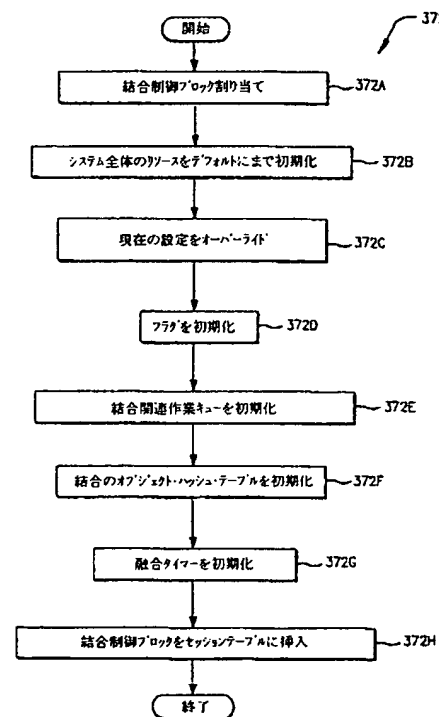 372
開始
結合制御ブロック割り当て 372A
システム全体のリソースをデフォルトにまで初期化 372B
現在の設定をオーバーライド 372C
フラグを初期化 372D
結合関連作業キューを初期化 372E
結合のオブジェクト・ハッシュ・テーブルを初期化 372F
融合タイマーを初期化 372G
結合制御ブロックをセッションテーブルに挿入 372H
終了